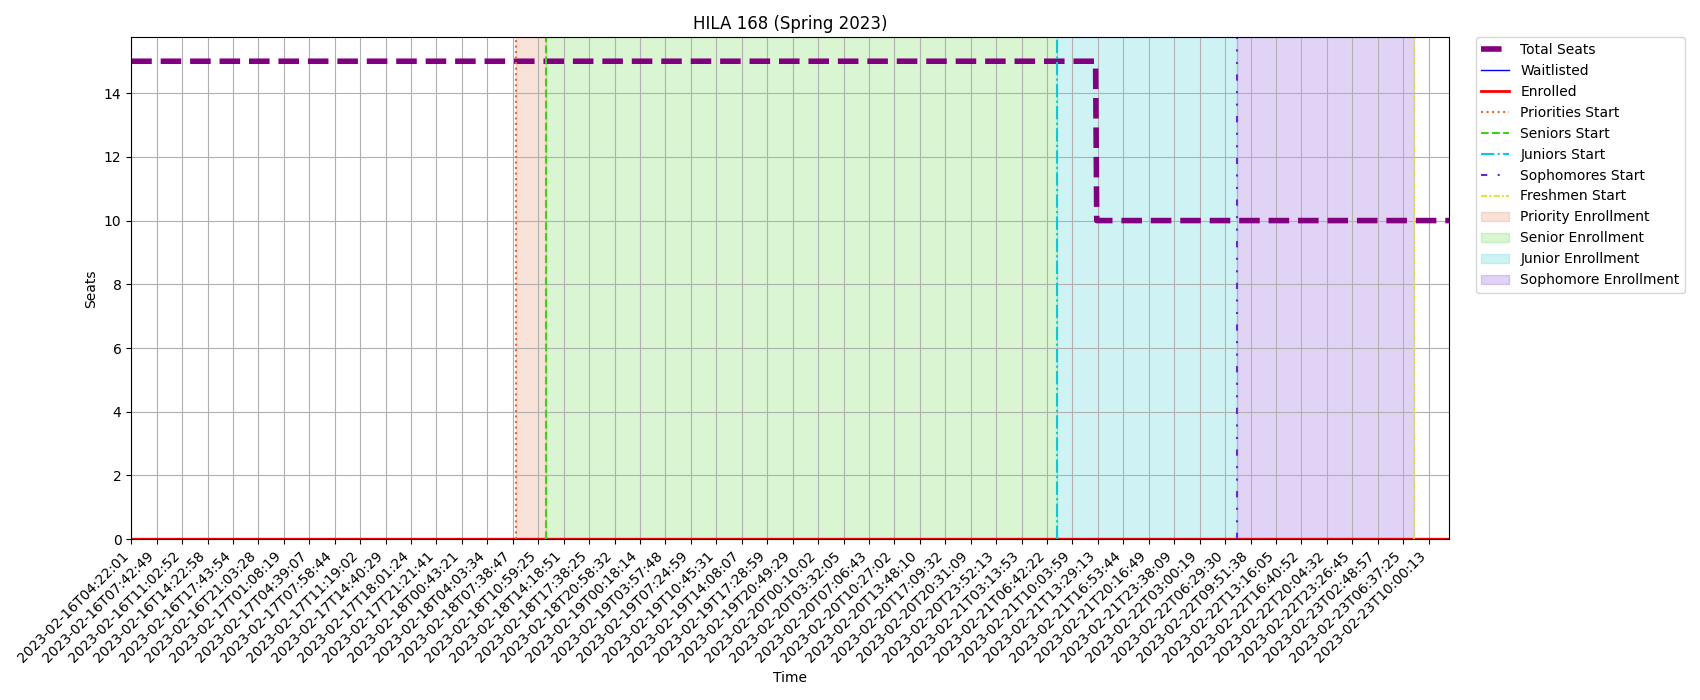 HILA 168 (Spring 2023)
Seats
14
12
10
8
6
4
2
0
2023-02-16T04:22:01
2023-02-16T07:42:49
2023-02-16T11:02:52
2023-02-16T14:22:58
2023-02-16T17:43:54
2023-02-16T21:03:28
2023-02-17T01:08:19
2023-02-17T04:39:07
2023-02-17T07:58:44
2023-02-17T11:19:02
2023-02-17T14:40:29
2023-02-17T18:01:24
2023-02-17T21:21:41
2023-02-18T00:43:21
2023-02-18T04:03:34
2023-02-18T07:38:47
2023-02-18T10:59:25
2023-02-18T14:18:51
2023-02-18T17:38:25
2023-02-18T20:58:32
2023-02-19T00:18:14
2023-02-19T03:57:48
2023-02-19T07:24:59
2023-02-19T10:45:31
2023-02-19T14:08:07
2023-02-19T17:28:59
2023-02-19T20:49:29
2023-02-20T00:10:02
2023-02-20T03:32:05
2023-02-20T07:06:43
2023-02-20T10:27:02
2023-02-20T13:48:10
2023-02-20T17:09:32
2023-02-20T20:31:09
2023-02-20T23:52:13
2023-02-21T03:13:53
2023-02-21T06:42:22
2023-02-21T10:03:59
2023-02-21T13:29:13
2023-02-21T16:53:44
2023-02-21T20:16:49
2023-02-21T23:38:09
2023-02-22T03:00:19
2023-02-22T06:29:30
2023-02-22T09:51:38
2023-02-22T13:16:05
2023-02-22T16:40:52
2023-02-22T20:04:32
2023-02-22T23:26:45
2023-02-23T02:48:57
2023-02-23T06:37:25
2023-02-23T10:00:13
Time
Total Seats
Waitlisted
Enrolled
Priorities Start
Seniors Start
Juniors Start
Sophomores Start
Freshmen Start
Priority Enrollment
Senior Enrollment
Junior Enrollment
Sophomore Enrollment